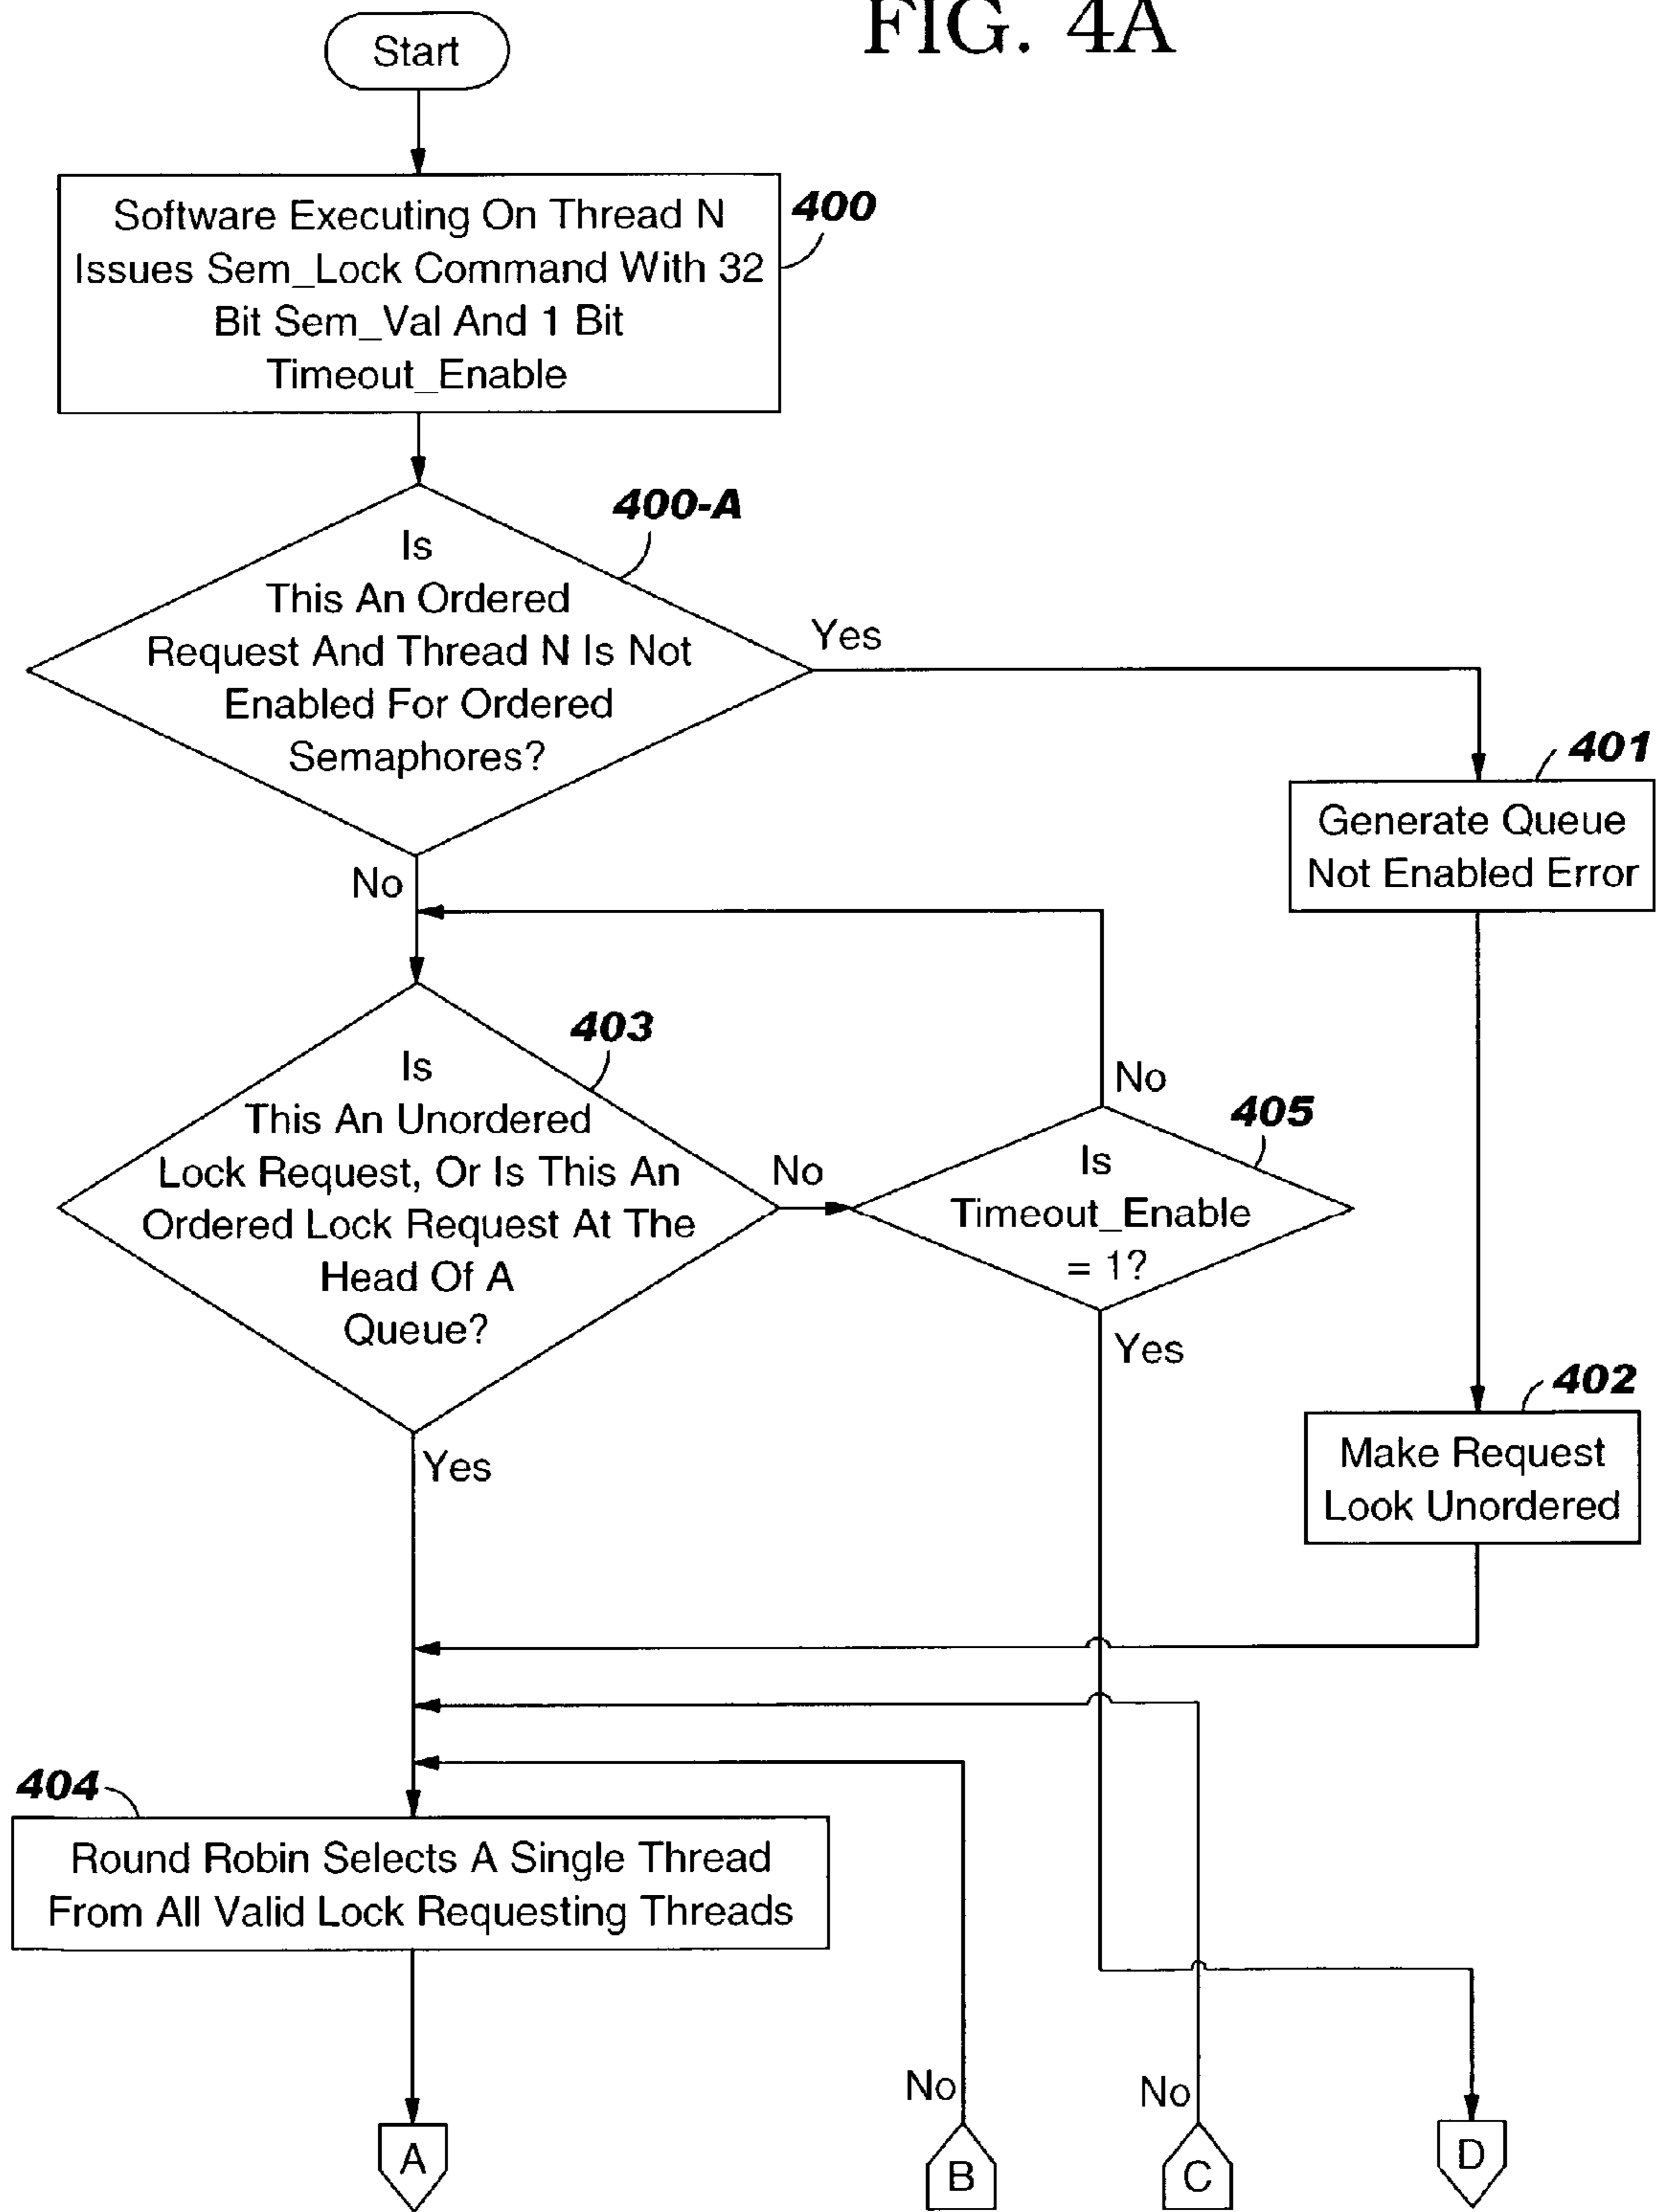 FIG. 4A
Start
Software Executing On Thread N
Issues Sem_Lock Command With 32
Bit Sem_Val And 1 Bit
Timeout_Enable
400
400-A
Is
This An Ordered
Request And Thread N Is Not
Enabled For Ordered
Semaphores?
Yes
No
401
Generate Queue
Not Enabled Error
403
Is
This An Unordered
Lock Request, Or Is This An
Ordered Lock Request At The
Head Of A
Queue?
No
No
405
Is
Timeout_Enable
= 1?
Yes
Yes
402
Make Request
Look Unordered
404
Round Robin Selects A Single Thread
From All Valid Lock Requesting Threads
No
No
A
B
C
D